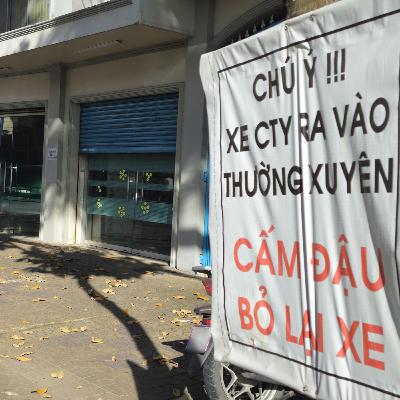 CHÚ Ý !!!
XE CTY RA VÀO
THƯỜNG XUYÊN
CẤM ĐẬU
BỎ LẠI XE